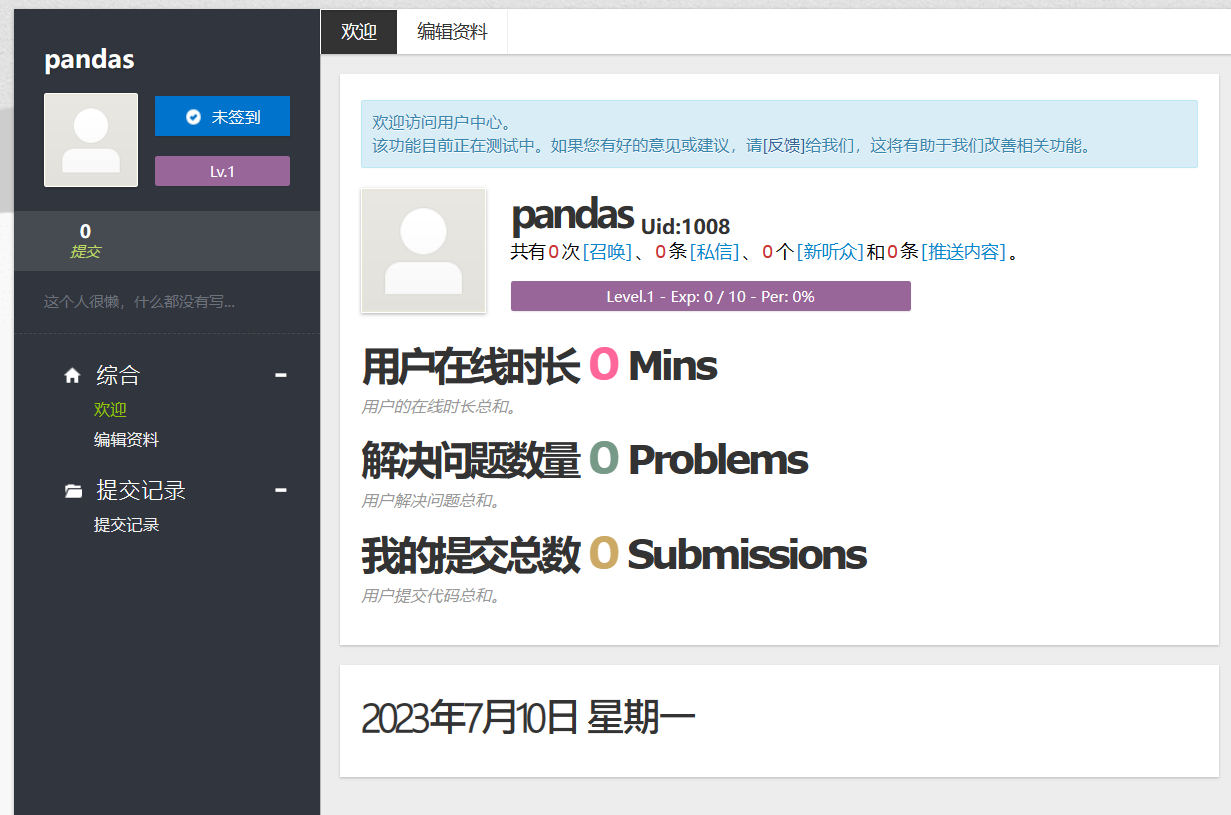 pandas
未签到
Lv.1
0
提交
这个人很懒，什么都没有写...
综合
欢迎
编辑资料
提交记录
提交记录
欢迎
编辑资料
欢迎访问用户中心。
该功能目前正在测试中。如果您有好的意见或建议，请[反馈]给我们，这将有助于我们改善相关功能。
pandas Uid:1008
共有0次[召唤]、0条[私信]、0个[新听众]和0条[推送内容]。
Level.1 - Exp: 0 / 10 - Per: 0%
用户在线时长 0 Mins
用户的在线时长总和。
解决问题数量 0 Problems
用户解决问题总和。
我的提交总数 0 Submissions
用户提交代码总和。
2023年7月10日 星期一